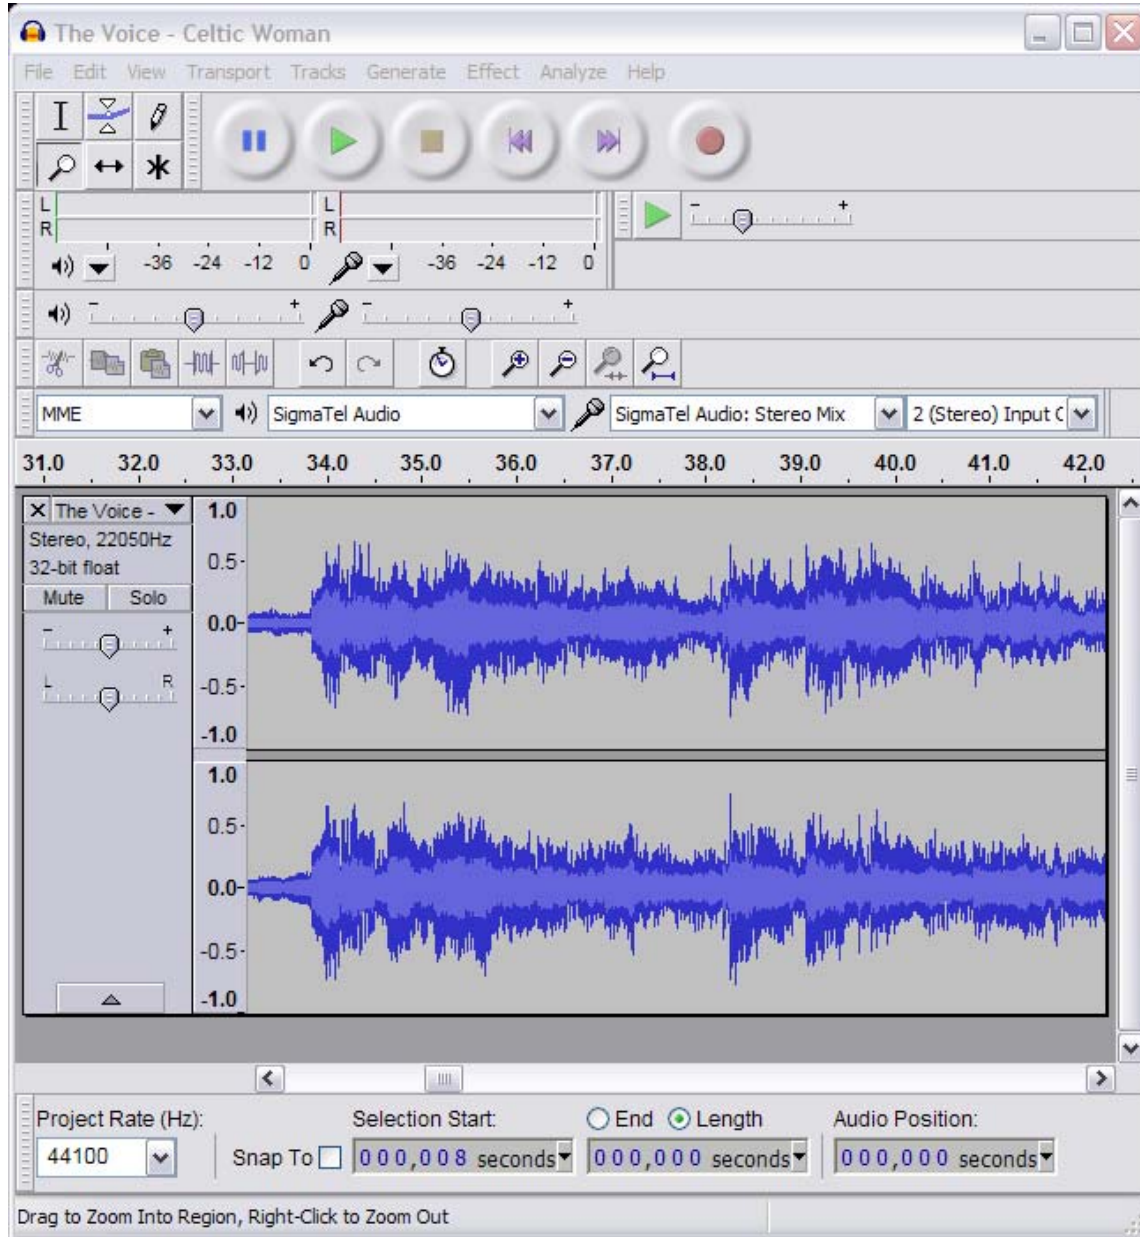 The Voice - Celtic Woman
File Edit View Transport Tracks Generate Effect Analyze Help
L L
R R
- +
-36 -24 -12 0 -36 -24 -12 0
- + - +
MME SigmaTel Audio SigmaTel Audio: Stereo Mix 2 (Stereo) Input C
31.0 32.0 33.0 34.0 35.0 36.0 37.0 38.0 39.0 40.0 41.0 42.0
X The Voice - 1.0
Stereo, 22050Hz
32-bit float 0.5-
Mute Solo
- + 0.0-
L R -0.5-
-1.0
1.0
0.5-
0.0-
-0.5-
-1.0
Project Rate (Hz): Selection Start: End Length Audio Position:
44100 Snap To 000,008 seconds 000,000 seconds 000,000 seconds
Drag to Zoom Into Region, Right-Click to Zoom Out